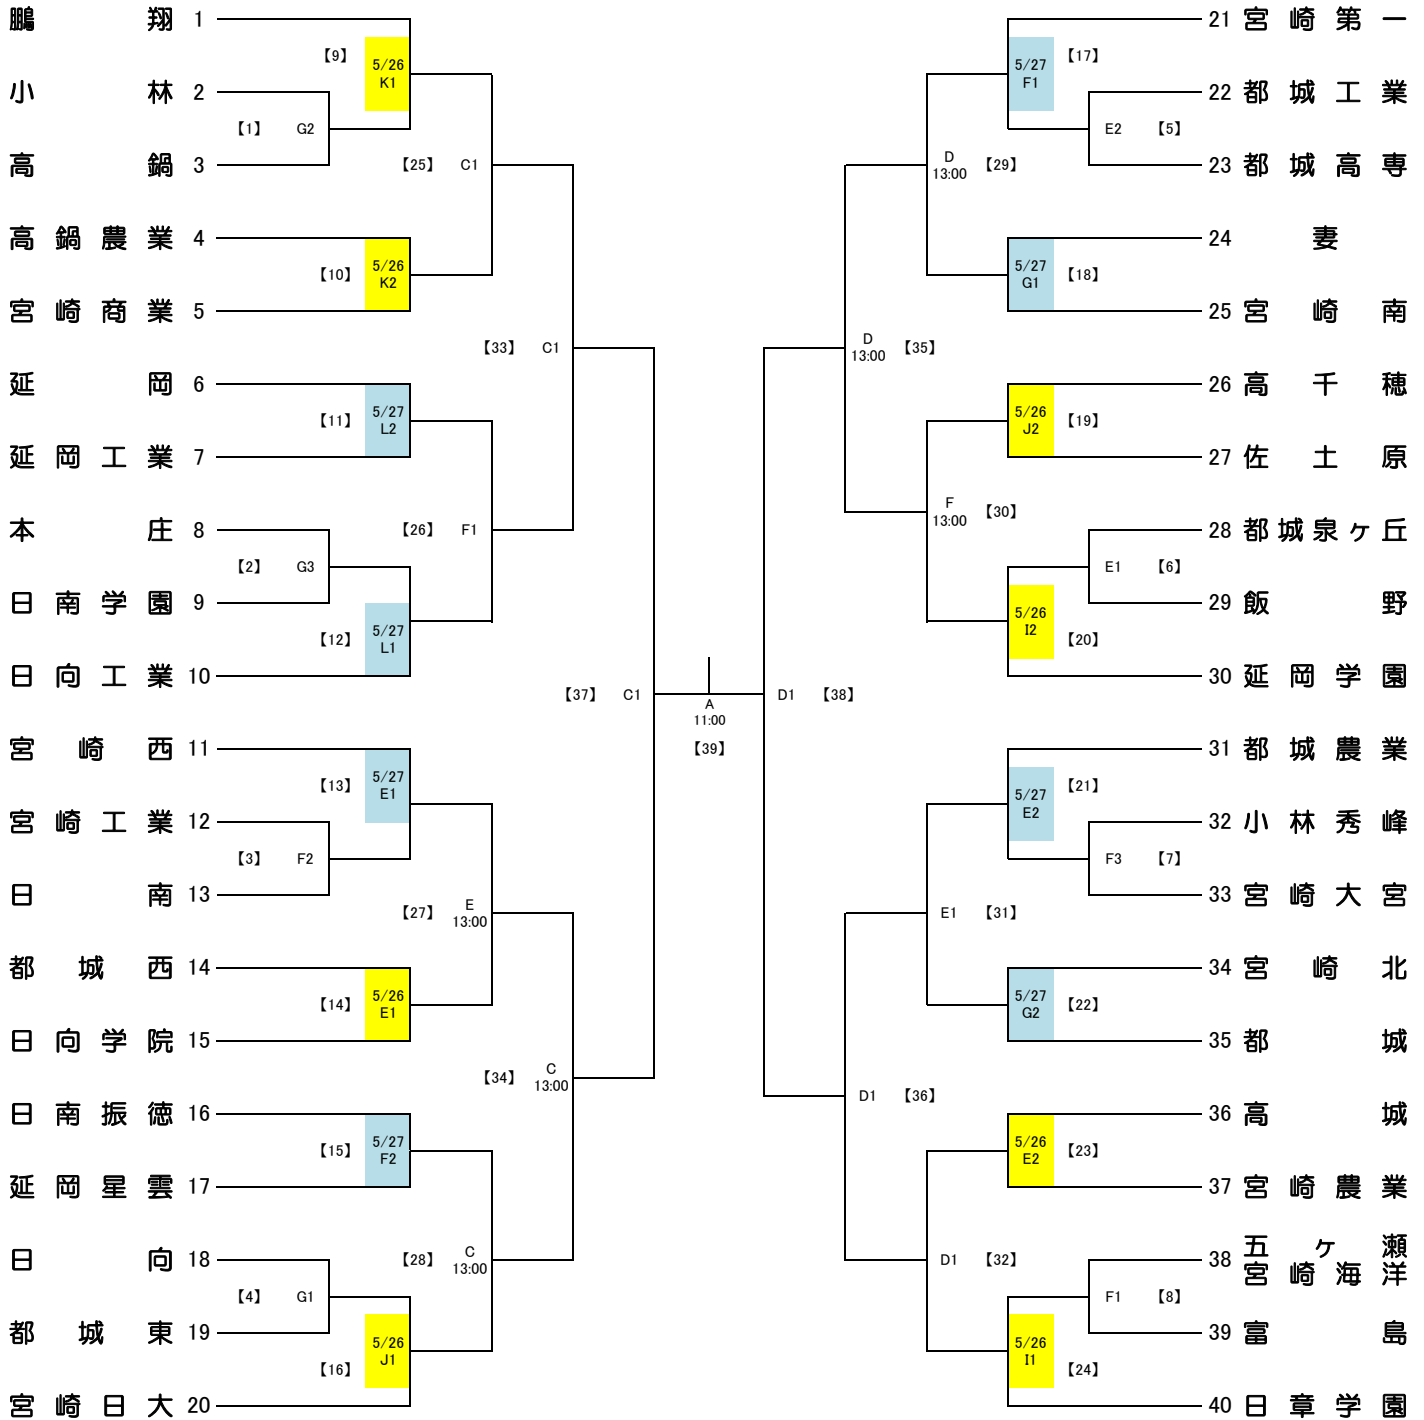 鵬翔 1
【9】 5/26 K1
小林 2
【1】 G2
高鍋 3
【25】 C1
高鍋農業 4
【10】 5/26 K2
宮崎商業 5
【33】 C1
延岡 6
【11】 5/27 L2
延岡工業 7
本庄 8
【26】 F1
【2】 G3
日南学園 9
【12】 5/27 L1
日向工業 10
【37】 C1
宮崎西 11
【13】 5/27 E1
宮崎工業 12
【3】 F2
日南 13
【27】 E 13:00
都城西 14
【14】 5/26 E1
日向学院 15
【34】 C 13:00
日南振徳 16
【15】 5/27 F2
延岡星雲 17
日向 18
【28】 C 13:00
【4】 G1
都城東 19
【16】 5/26 J1
宮崎日大 20
A
11:00
【39】
21 宮崎第一
5/27 F1 【17】
22 都城工業
E2 【5】
23 都城高専
D 13:00 【29】
24 妻
5/27 G1 【18】
25 宮崎南
D 13:00 【35】
26 高千穂
5/26 J2 【19】
27 佐土原
F 13:00 【30】
28 都城泉ヶ丘
E1 【6】
29 飯野
5/26 I2 【20】
30 延岡学園
D1 【38】
31 都城農業
5/27 E2 【21】
32 小林秀峰
F3 【7】
33 宮崎大宮
E1 【31】
34 宮崎北
5/27 G2 【22】
35 都城
D1 【36】
36 高城
5/26 E2 【23】
37 宮崎農業
D1 【32】
38 五ヶ瀬
宮崎海洋
F1 【8】
39 富島
5/26 I1 【24】
40 日章学園